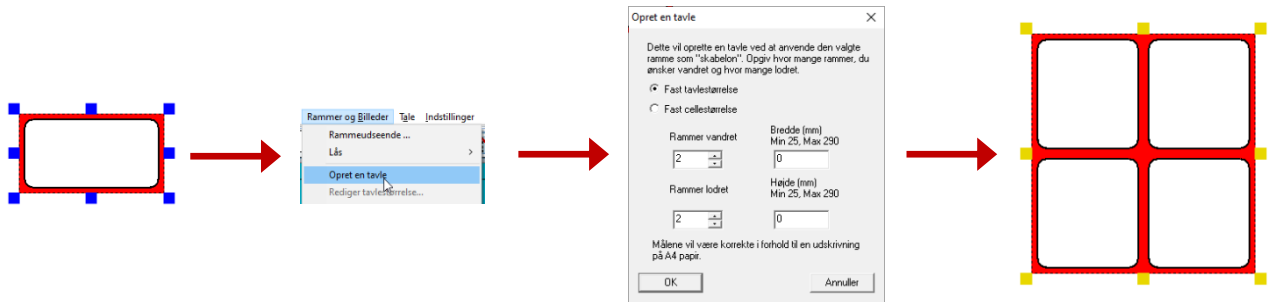 Rammer og Billeder Tale Indstillinger
Rammeudseende ...
Lås >
Opret en tavle
Rediger tavlestørrelse...
Opret en tavle
Dette vil oprette en tavle ved at anvende den valgte
ramme som "skabelon". Opgiv hvor mange rammer, du
ønsker vandret og hvor mange lodret.
Fast tavlestørrelse
Fast cellestørrelse
Rammer vandret
Bredde (mm)
Min 25, Max 290
2
0
Rammer lodret
Højde (mm)
Min 25, Max 290
2
0
Målene vil være korrekte i forhold til en udskrivning
på A4 papir.
OK
Annuller